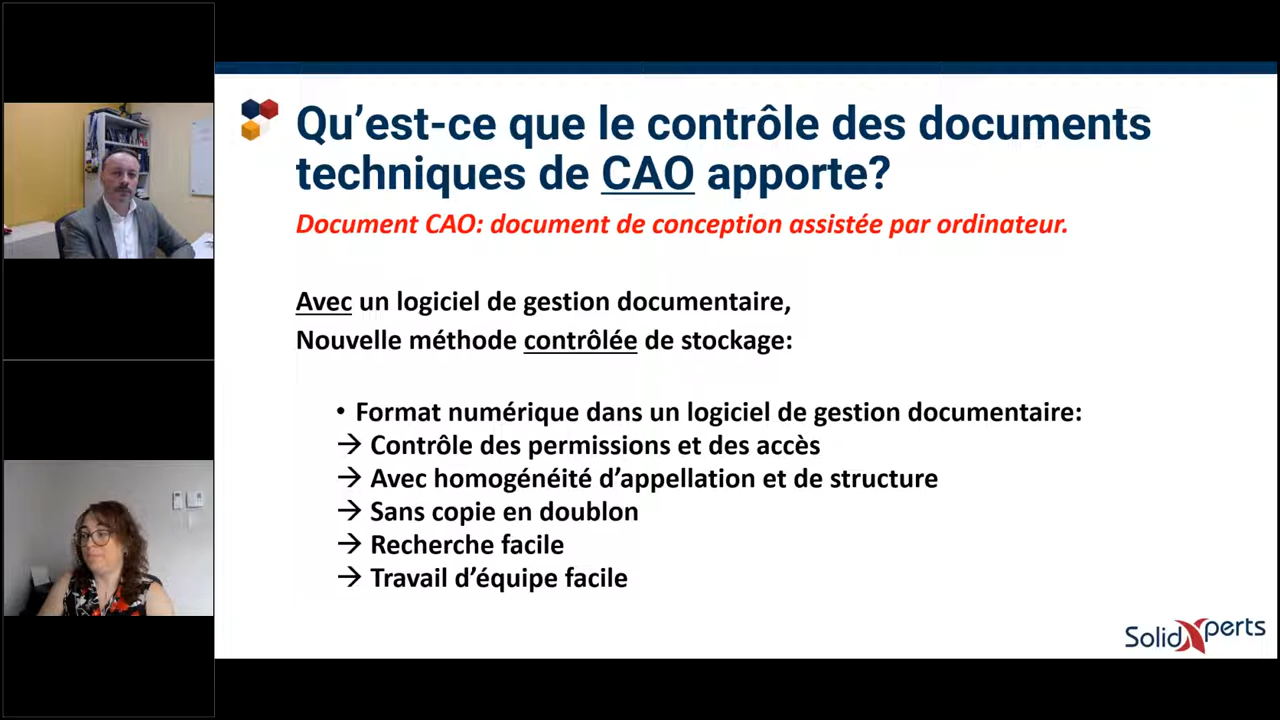 Qu’est-ce que le contrôle des documents
techniques de CAO apporte?
Document CAO: document de conception assistée par ordinateur.
Avec un logiciel de gestion documentaire,
Nouvelle méthode contrôlée de stockage:
• Format numérique dans un logiciel de gestion documentaire:
→ Contrôle des permissions et des accès
→ Avec homogénéité d’appellation et de structure
→ Sans copie en doublon
→ Recherche facile
→ Travail d’équipe facile
SolidXperts